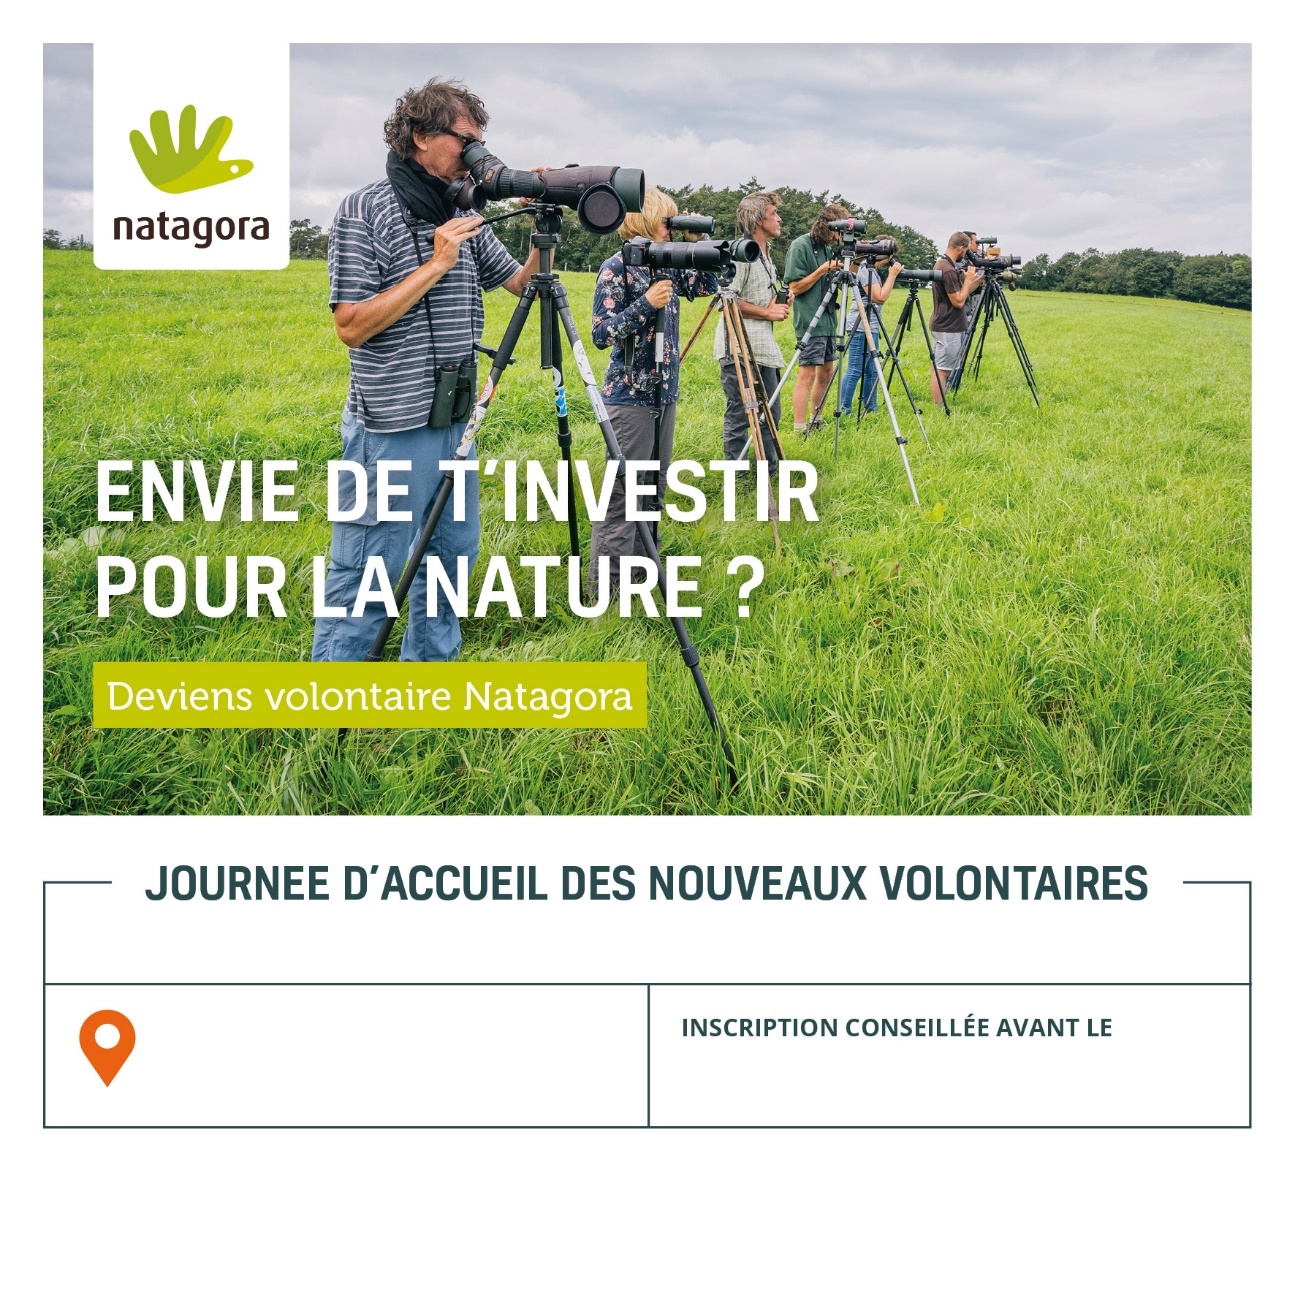 natagora
ENVIE DE T'INVESTIR
POUR LA NATURE ?
Deviens volontaire Natagora
JOURNEE D'ACCUEIL DES NOUVEAUX VOLONTAIRES
INSCRIPTION CONSEILLÉE AVANT LE